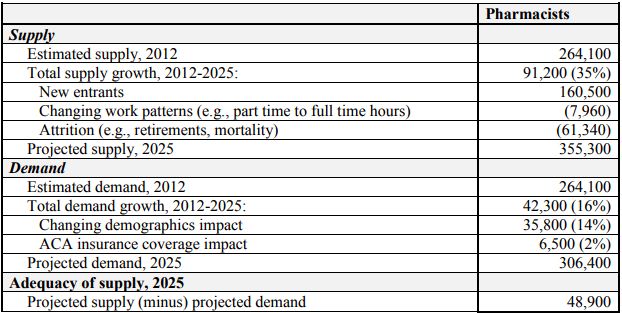 Pharmacists
Supply
Estimated supply, 2012 264,100
Total supply growth, 2012-2025: 91,200 (35%)
New entrants 160,500
Changing work patterns (e.g., part time to full time hours) (7,960)
Attrition (e.g., retirements, mortality) (61,340)
Projected supply, 2025 355,300
Demand
Estimated demand, 2012 264,100
Total demand growth, 2012-2025: 42,300 (16%)
Changing demographics impact 35,800 (14%)
ACA insurance coverage impact 6,500 (2%)
Projected demand, 2025 306,400
Adequacy of supply, 2025
Projected supply (minus) projected demand 48,900